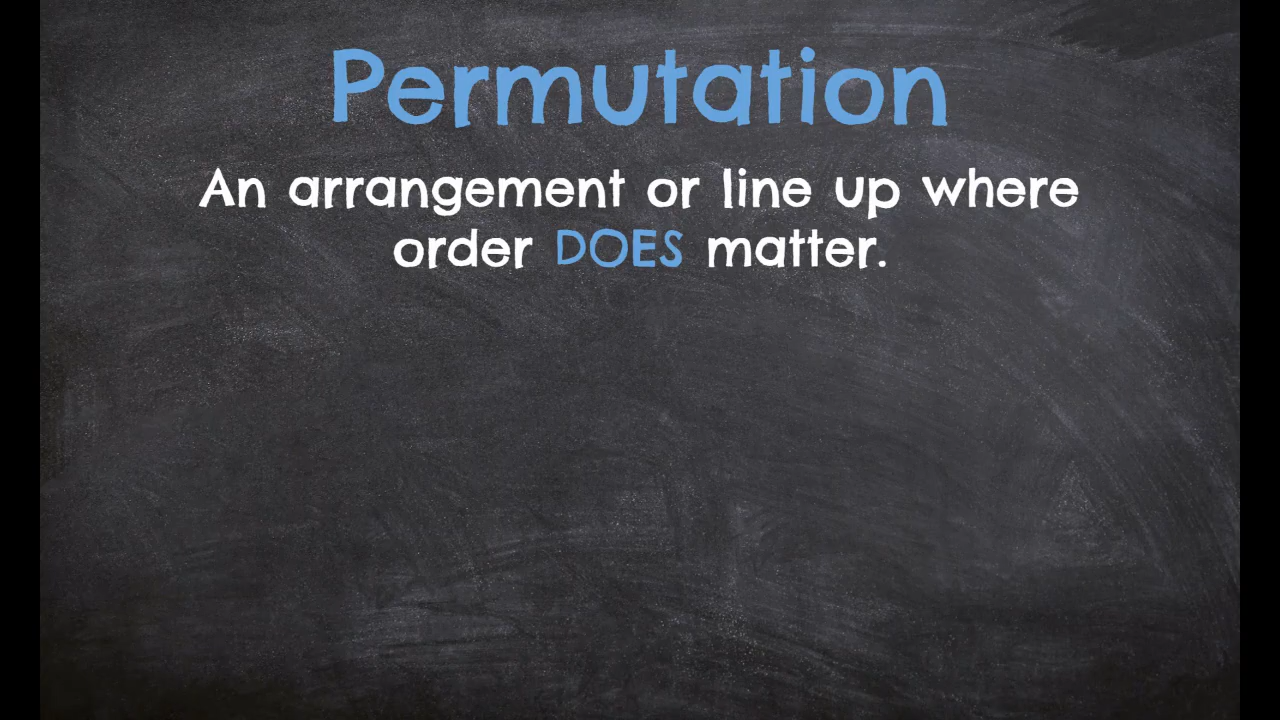 Permutation
An arrangement or line up where
order DOES matter.